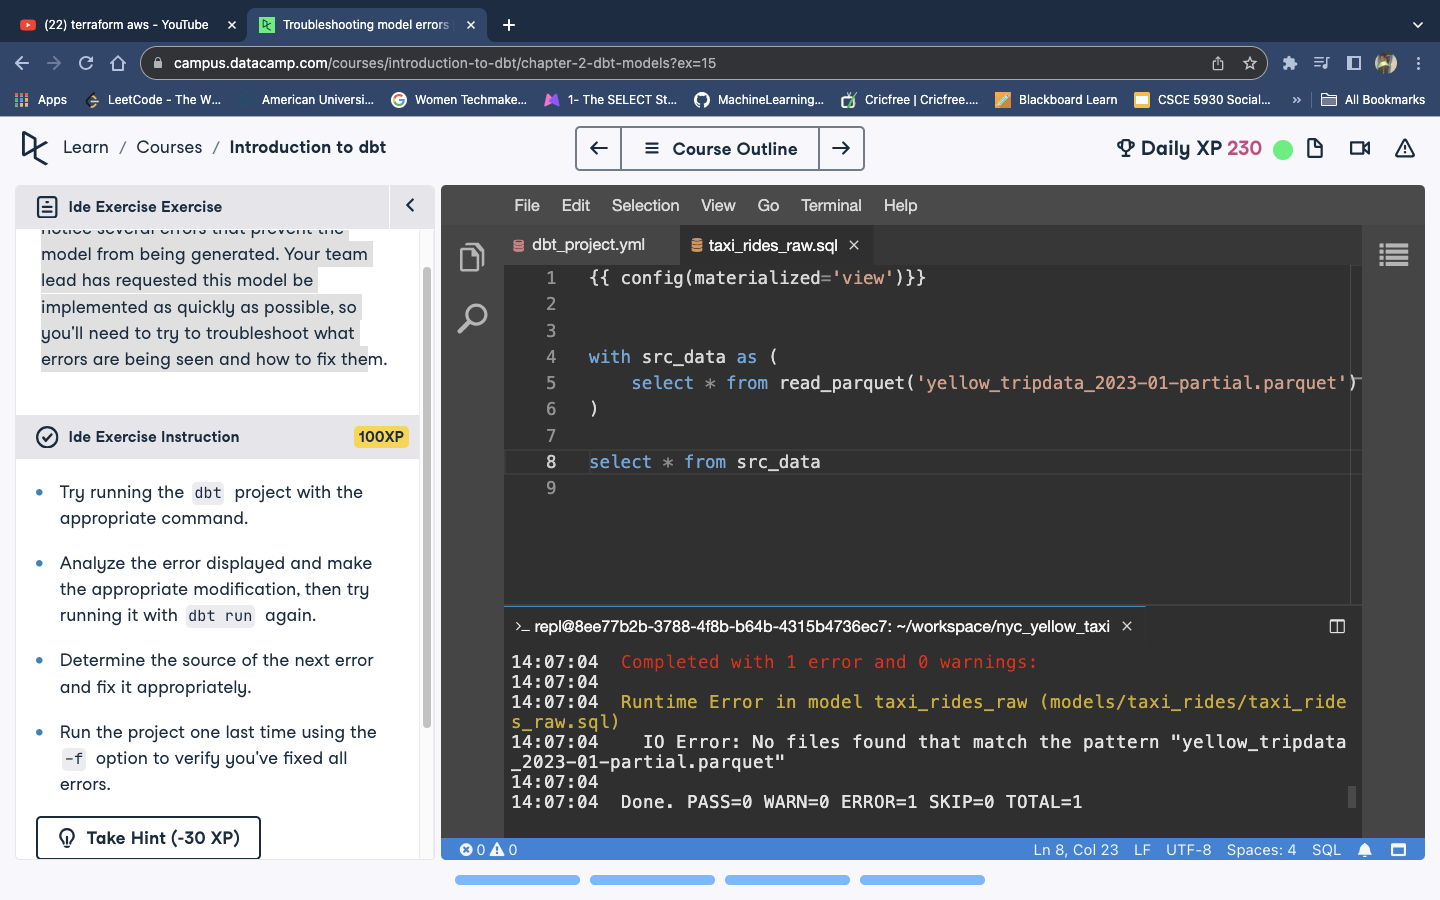 (22) terraform aws - YouTube
Troubleshooting model errors
campus.datacamp.com/courses/introduction-to-dbt/chapter-2-dbt-models?ex=15
Apps
LeetCode - The W...
American Universi...
Women Techmake...
1- The SELECT St...
MachineLearning...
Cricfree | Cricfree....
Blackboard Learn
CSCE 5930 Social...
»
All Bookmarks
Learn / Courses / Introduction to dbt
Course Outline
Daily XP 230
Ide Exercise Exercise
notice several errors that prevent the
model from being generated. Your team
lead has requested this model be
implemented as quickly as possible, so
you'll need to try to troubleshoot what
errors are being seen and how to fix them.
Ide Exercise Instruction
100XP
Try running the dbt project with the
appropriate command.
Analyze the error displayed and make
the appropriate modification, then try
running it with dbt run again.
Determine the source of the next error
and fix it appropriately.
Run the project one last time using the
-f option to verify you've fixed all
errors.
Take Hint (-30 XP)
File Edit Selection View Go Terminal Help
dbt_project.yml
taxi_rides_raw.sql
1 {{ config(materialized='view')}}
2
3
4 with src_data as (
5 select * from read_parquet('yellow_tripdata_2023-01-partial.parquet')
6 )
7
8 select * from src_data
9
>_ repl@8ee77b2b-3788-4f8b-b64b-4315b4736ec7: ~/workspace/nyc_yellow_taxi
14:07:04 Completed with 1 error and 0 warnings:
14:07:04
14:07:04 Runtime Error in model taxi_rides_raw (models/taxi_rides/taxi_ride
s_raw.sql)
14:07:04 IO Error: No files found that match the pattern "yellow_tripdata
_2023-01-partial.parquet"
14:07:04
14:07:04 Done. PASS=0 WARN=0 ERROR=1 SKIP=0 TOTAL=1
0 0
Ln 8, Col 23 LF UTF-8 Spaces: 4 SQL